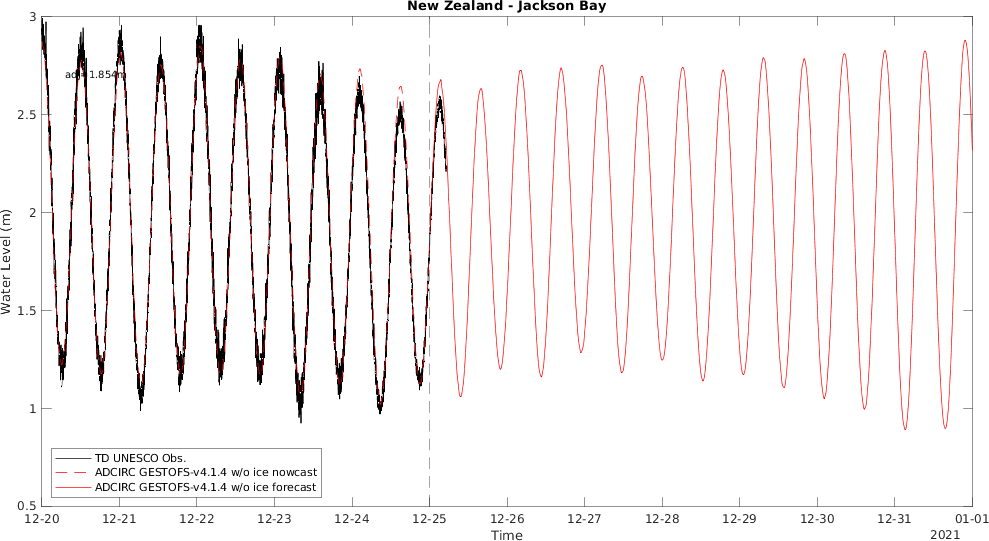 New Zealand - Jackson Bay
3
2.5
2
1.5
1
0.5
Water Level (m)
adj= 1.854m
TD UNESCO Obs.
ADCIRC GESTOFS-v4.1.4 w/o ice nowcast
ADCIRC GESTOFS-v4.1.4 w/o ice forecast
12-20 12-21 12-22 12-23 12-24 12-25 12-26 12-27 12-28 12-29 12-30 12-31 01-01
Time
2021